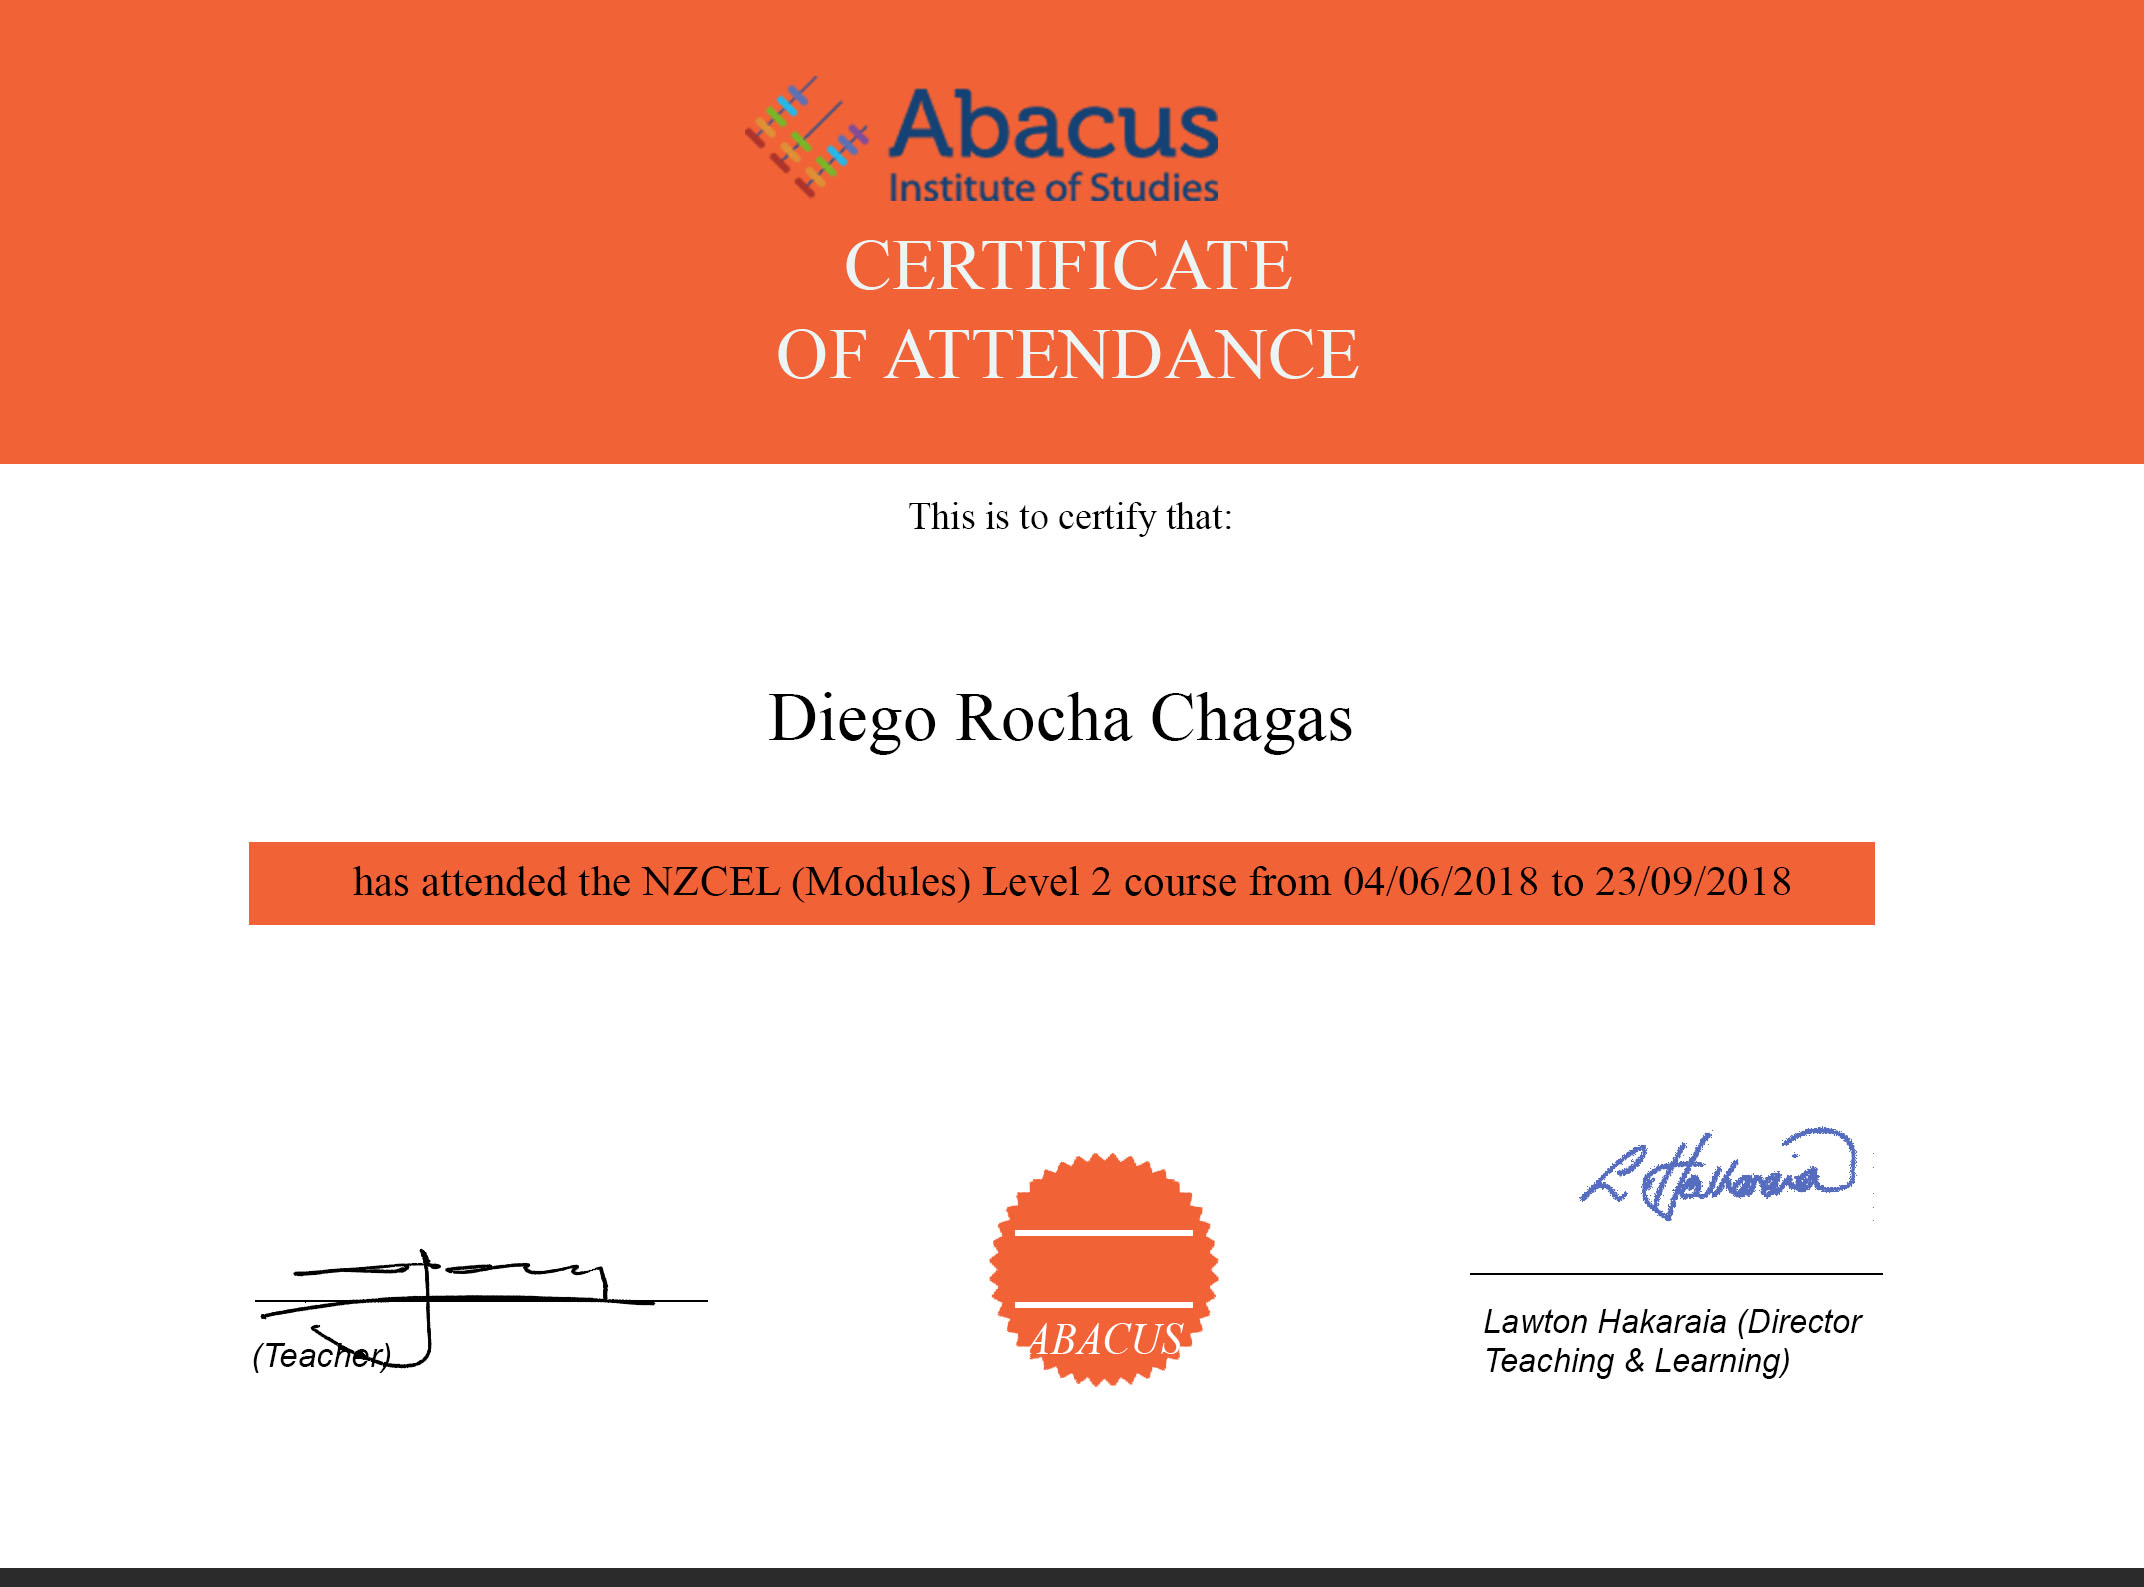 Abacus
Institute of Studies
CERTIFICATE
OF ATTENDANCE
This is to certify that:
Diego Rocha Chagas
has attended the NZCEL (Modules) Level 2 course from 04/06/2018 to 23/09/2018
L Hakaraia
(Teacher)
ABACUS
Lawton Hakaraia (Director
Teaching & Learning)